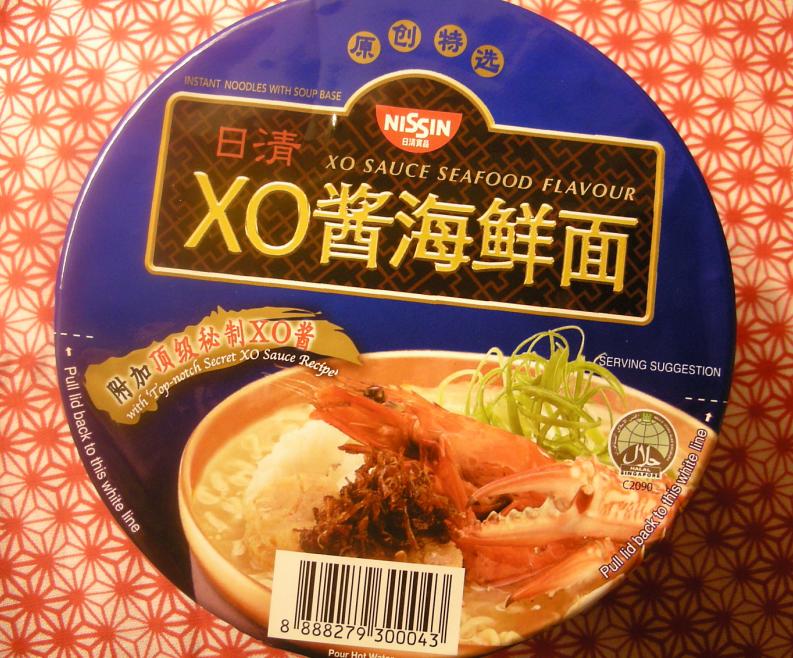 原创特选
INSTANT NOODLES WITH SOUP BASE
NISSIN
日清食品
日清
XO SAUCE SEAFOOD FLAVOUR
XO酱海鲜面
附加顶级秘制XO酱
with 'Top-notch Secret XO Sauce Recipe'
SERVING SUGGESTION
Pull lid back to this white line
حلال
HALAL
SINGAPORE
C2090
Pull lid back to this white line
8 888279 300043
Pour Hot Water